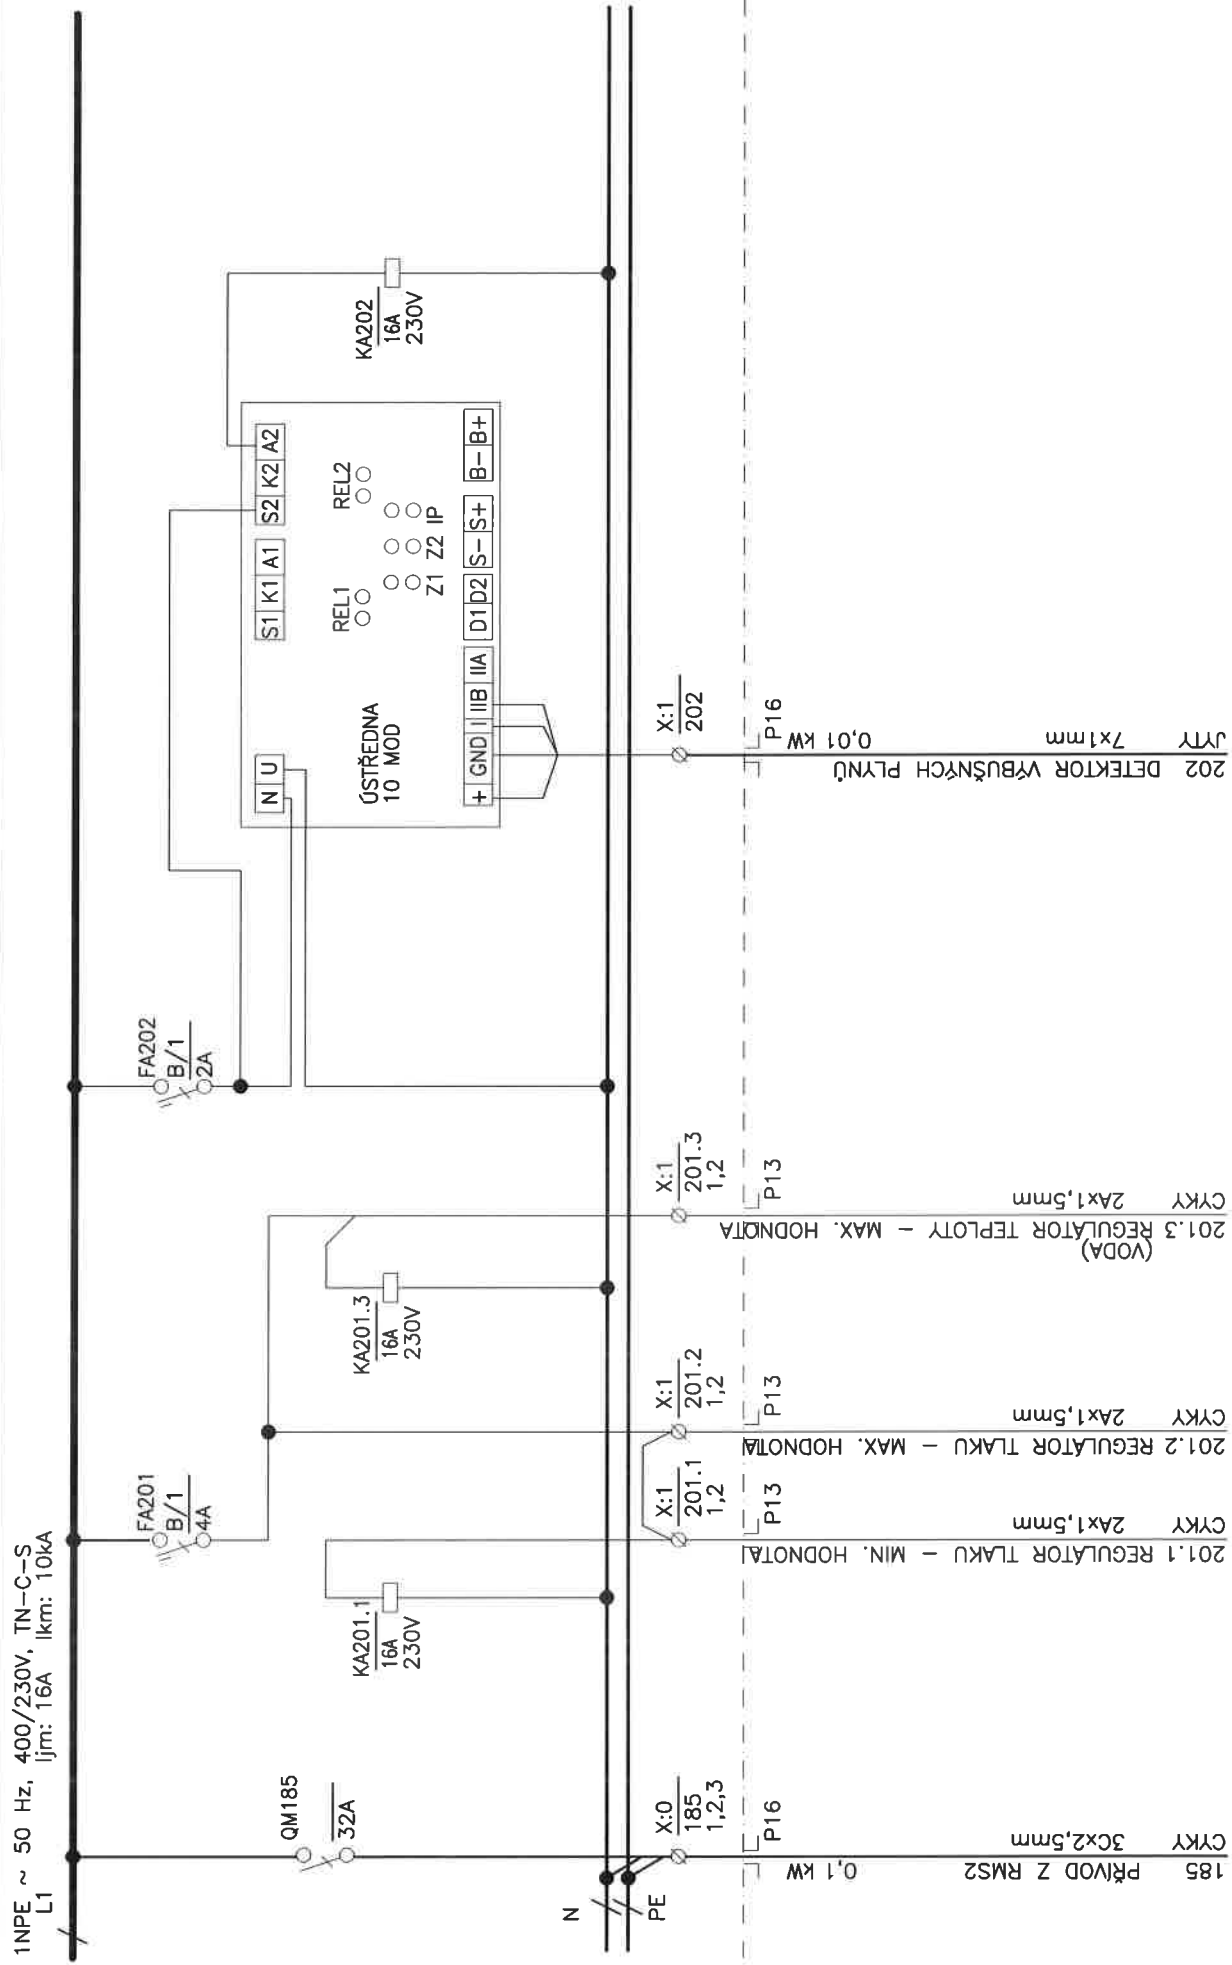 1NPE ~ 50 Hz, 400/230V, TN-C-S
L1
Ijm: 16A Ikm: 10kA
QM185
32A
FA201
B/1
4A
FA202
B/1
2A
KA201.1
16A
230V
KA201.3
16A
230V
KA202
16A
230V
N U
S1 K1 A1
S2 K2 A2
REL1
REL2
Z1 Z2 IP
ÚSTŘEDNA
10 MOD
+ GND I IIB IIA
D1 D2
S- S+
B- B+
N
PE
X:0
185
1,2,3
X:1
201.1
1,2
X:1
201.2
1,2
X:1
201.3
1,2
X:1
202
P16
P13
P13
P13
P16
185 PŘÍVOD Z RMS2 0,1 kW
CYKY 3Cx2,5mm
201.1 REGULÁTOR TLAKU - MIN. HODNOTA
CYKY 2Ax1,5mm
201.2 REGULÁTOR TLAKU - MAX. HODNOTA
CYKY 2Ax1,5mm
201.3 REGULÁTOR TEPLOTY - MAX. HODNOTA
(VODA)
CYKY 2Ax1,5mm
202 DETEKTOR VÝBUŠNÝCH PLYNŮ
JYTY 7x1mm 0,01 kW